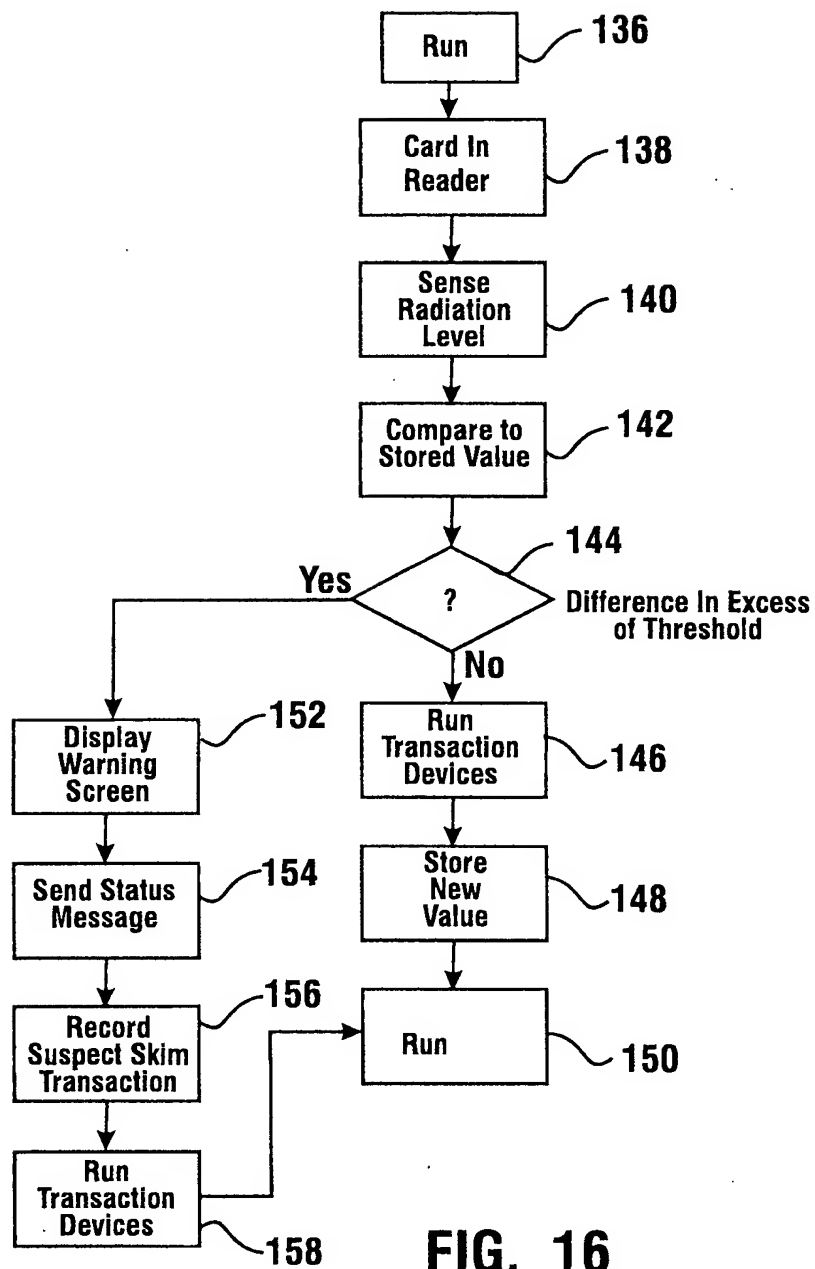 Run
136
Card In
Reader
138
Sense
Radiation
Level
140
Compare to
Stored Value
142
144
Yes
?
Difference In Excess
of Threshold
No
Display
Warning
Screen
152
Run
Transaction
Devices
146
Send Status
Message
154
Store
New
Value
148
Record
Suspect Skim
Transaction
156
Run
150
Run
Transaction
Devices
158
FIG. 16